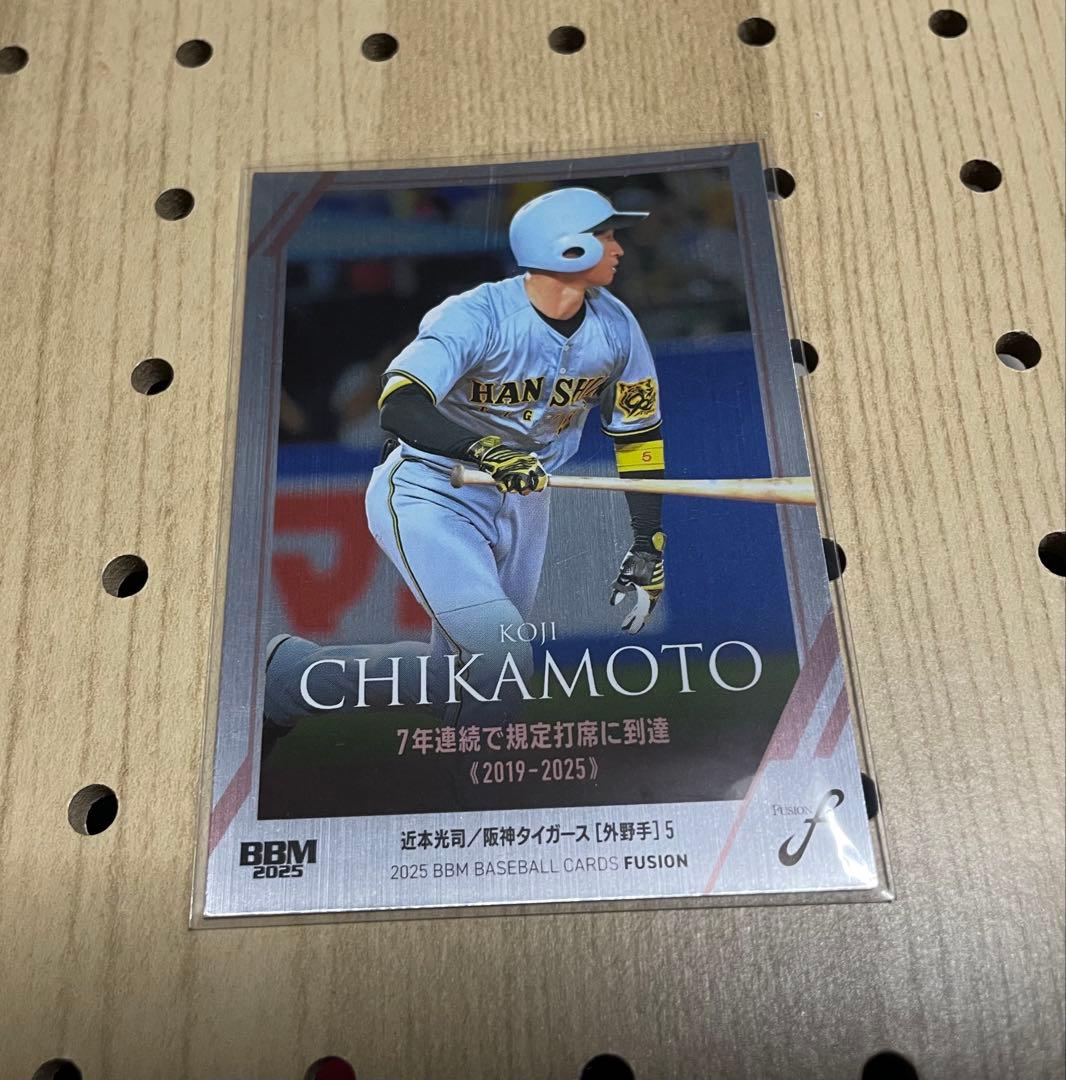 HANSHI
5
KOJI
CHIKAMOTO
7年連続で規定打席に到達
《2019-2025》
近本光司／阪神タイガース [外野手] 5
2025 BBM BASEBALL CARDS FUSION
BBM
2025
FUSION
f